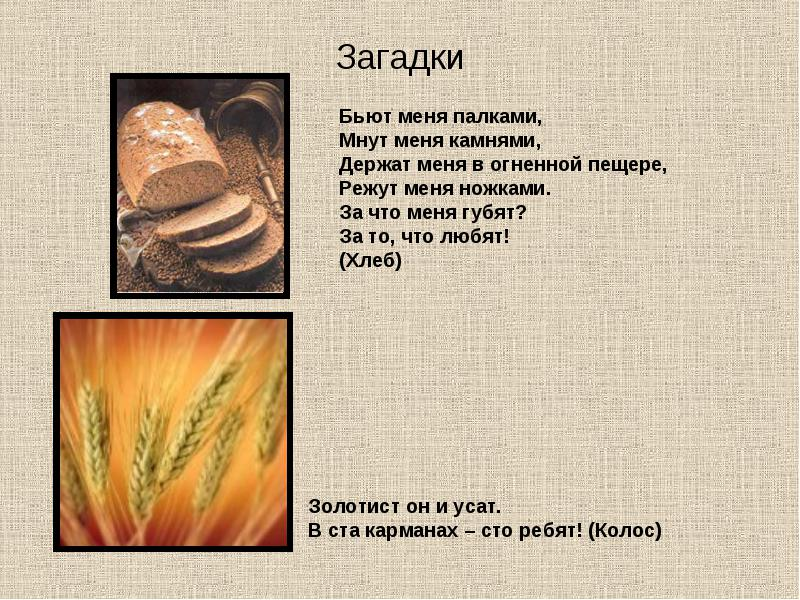 Загадки
Бьют меня палками,
Мнут меня камнями,
Держат меня в огненной пещере,
Режут меня ножками.
За что меня губят?
За то, что любят!
(Хлеб)
Золотист он и усат.
В ста карманах – сто ребят! (Колос)